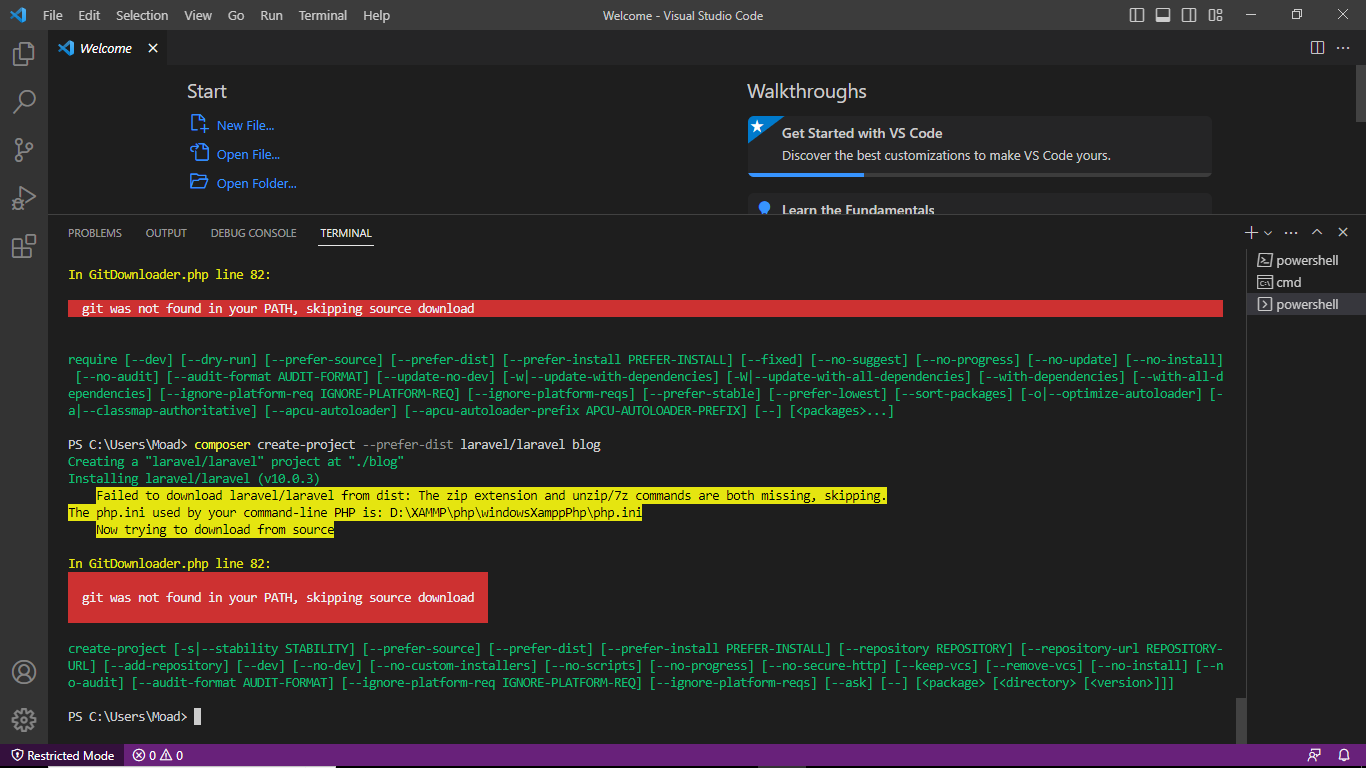 File Edit Selection View Go Run Terminal Help
Welcome - Visual Studio Code
Welcome
Start
New File...
Open File...
Open Folder...
Walkthroughs
Get Started with VS Code
Discover the best customizations to make VS Code yours.
Learn the Fundamentals
PROBLEMS OUTPUT DEBUG CONSOLE TERMINAL
powershell
cmd
powershell
In GitDownloader.php line 82:
git was not found in your PATH, skipping source download
require [--dev] [--dry-run] [--prefer-source] [--prefer-dist] [--prefer-install PREFER-INSTALL] [--fixed] [--no-suggest] [--no-progress] [--no-update] [--no-install]
[--no-audit] [--audit-format AUDIT-FORMAT] [--update-no-dev] [-w|--update-with-dependencies] [-W|--update-with-all-dependencies] [--with-dependencies] [--with-all-d
ependencies] [--ignore-platform-req IGNORE-PLATFORM-REQ] [--ignore-platform-reqs] [--prefer-stable] [--prefer-lowest] [--sort-packages] [-o|--optimize-autoloader] [-
a|--classmap-authoritative] [--apcu-autoloader] [--apcu-autoloader-prefix APCU-AUTOLOADER-PREFIX] [--] [<packages>...]
PS C:\Users\Moad> composer create-project --prefer-dist laravel/laravel blog
Creating a "laravel/laravel" project at "./blog"
Installing laravel/laravel (v10.0.3)
Failed to download laravel/laravel from dist: The zip extension and unzip/7z commands are both missing, skipping.
The php.ini used by your command-line PHP is: D:\XAMMP\php\windowsXamppPhp\php.ini
Now trying to download from source
In GitDownloader.php line 82:
git was not found in your PATH, skipping source download
create-project [-s|--stability STABILITY] [--prefer-source] [--prefer-dist] [--prefer-install PREFER-INSTALL] [--repository REPOSITORY] [--repository-url REPOSITORY-
URL] [--add-repository] [--dev] [--no-dev] [--no-custom-installers] [--no-scripts] [--no-progress] [--no-secure-http] [--keep-vcs] [--remove-vcs] [--no-install] [--n
o-audit] [--audit-format AUDIT-FORMAT] [--ignore-platform-req IGNORE-PLATFORM-REQ] [--ignore-platform-reqs] [--ask] [--] [<package> [<directory> [<version>]]]
PS C:\Users\Moad>
Restricted Mode 0 0